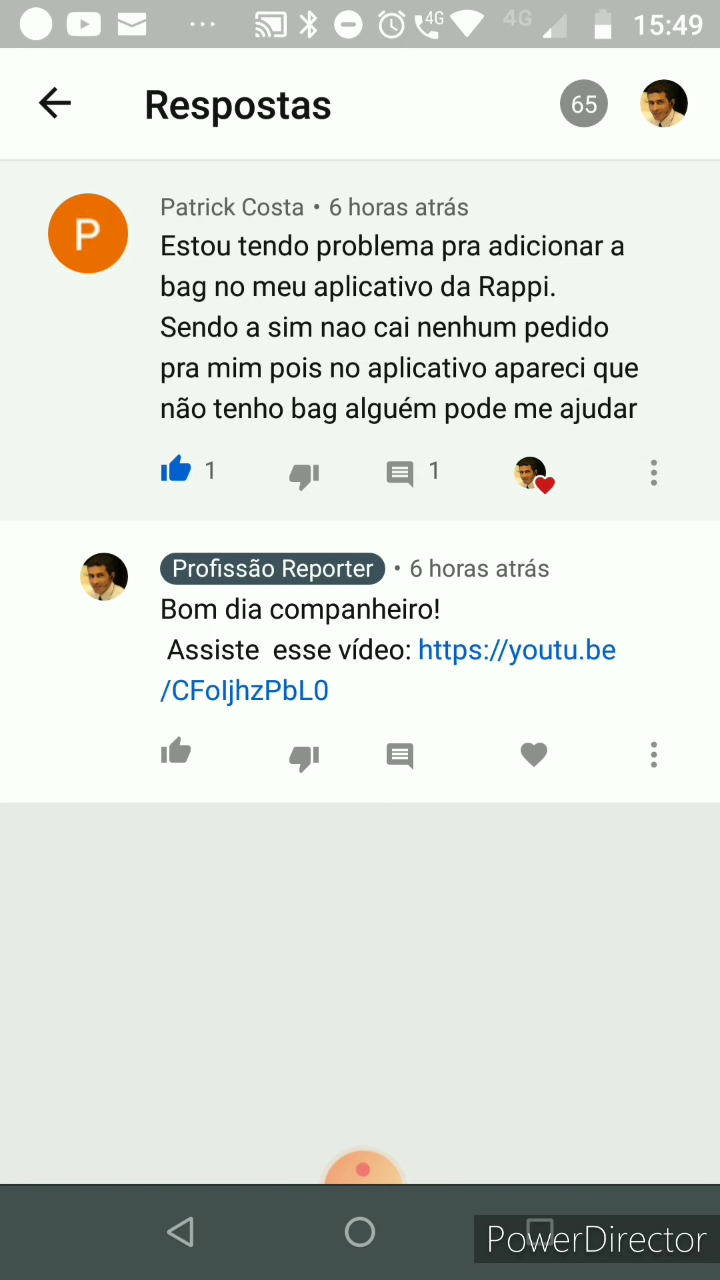 4G 4G 15:49
Respostas 65
P
Patrick Costa • 6 horas atrás
Estou tendo problema pra adicionar a
bag no meu aplicativo da Rappi.
Sendo a sim nao cai nenhum pedido
pra mim pois no aplicativo apareci que
não tenho bag alguém pode me ajudar
1 1
Profissão Reporter • 6 horas atrás
Bom dia companheiro!
Assiste esse vídeo: https://youtu.be
/CFoIjhzPbL0
PowerDirector